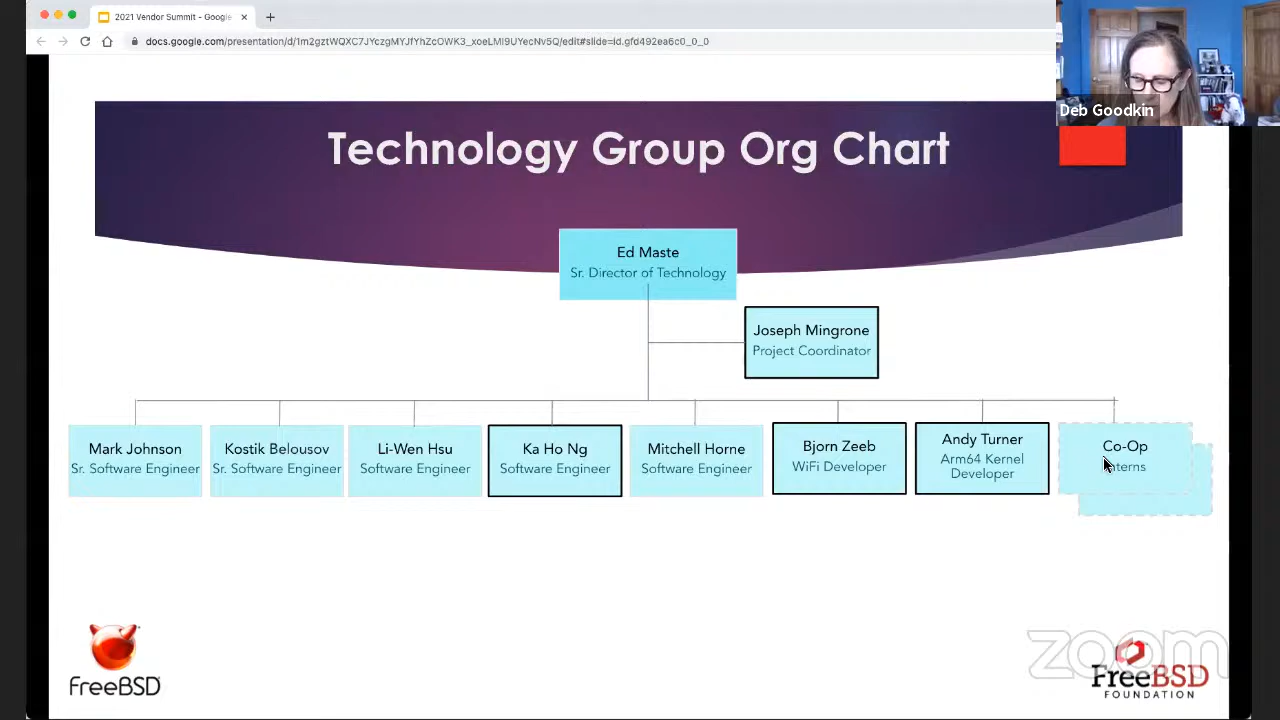 2021 Vendor Summit - Google
docs.google.com/presentation/d/1m2gztWQXC7JYczgMYJfYhZcOWK3_xoeLMI9UYecNv5Q/edit#slide=id.gfd492ea6c0_0_0
Deb Goodkin
Technology Group Org Chart
Ed Maste
Sr. Director of Technology
Joseph Mingrone
Project Coordinator
Mark Johnson
Sr. Software Engineer
Kostik Belousov
Sr. Software Engineer
Li-Wen Hsu
Software Engineer
Ka Ho Ng
Software Engineer
Mitchell Horne
Software Engineer
Bjorn Zeeb
WiFi Developer
Andy Turner
Arm64 Kernel
Developer
Co-Op
Interns
FreeBSD
zoom
FreeBSD
FOUNDATION